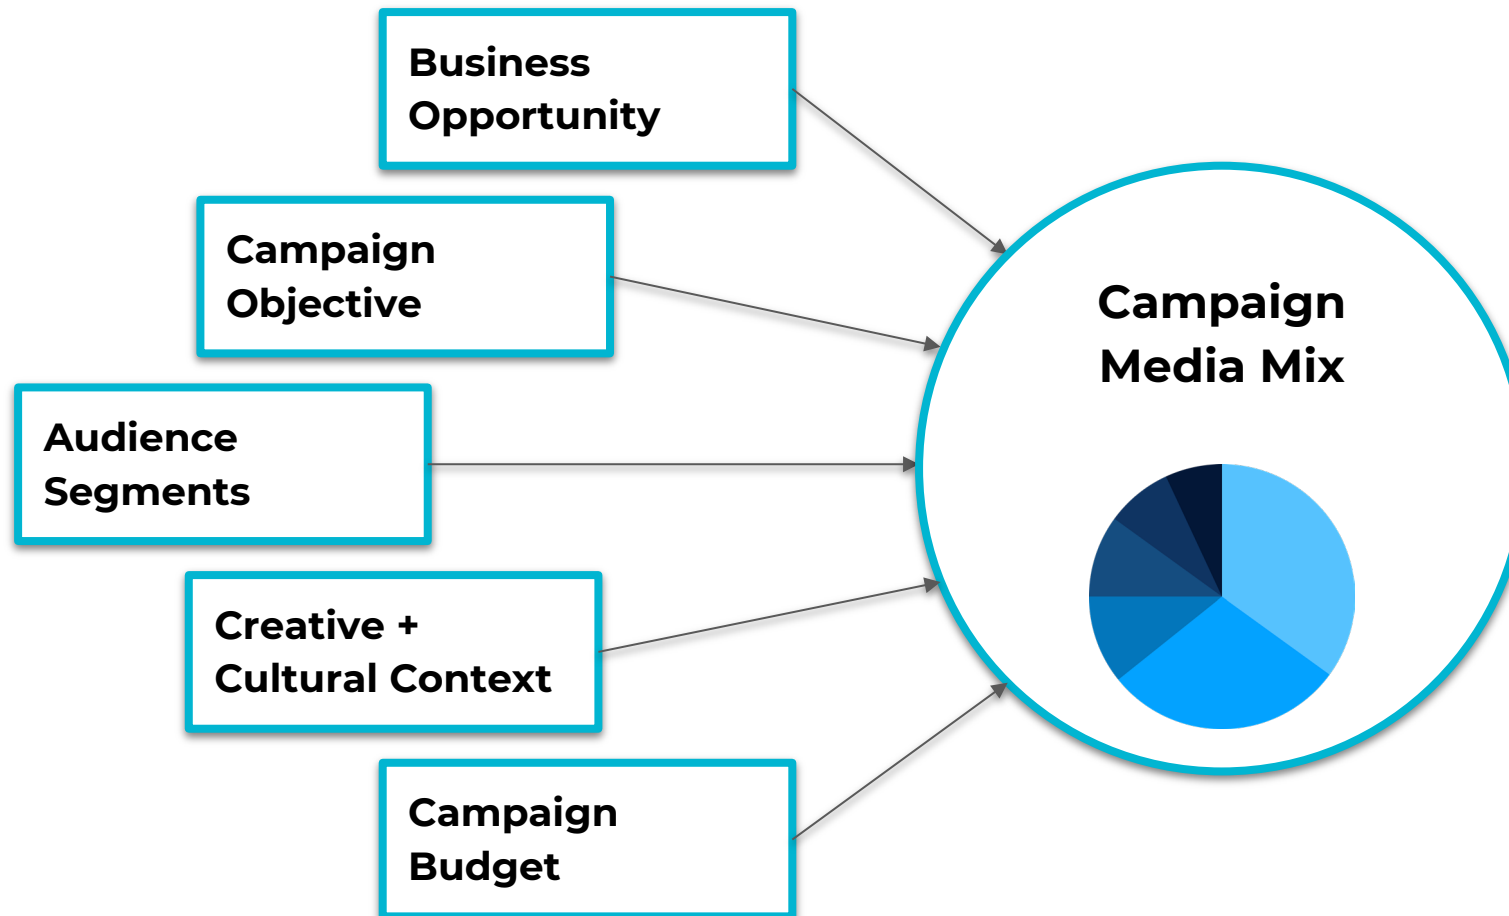 Business
Opportunity
Campaign
Objective
Audience
Segments
Creative +
Cultural Context
Campaign
Budget
Campaign
Media Mix